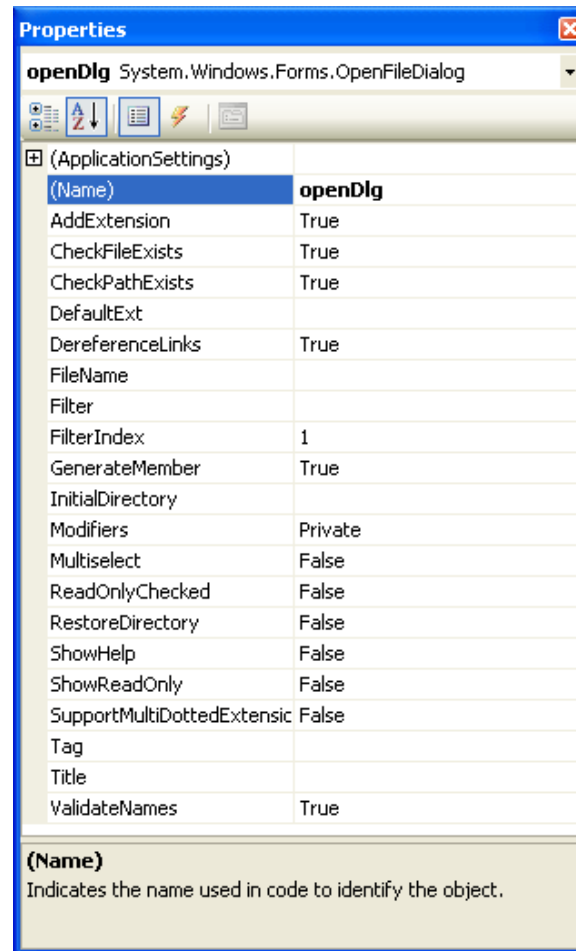 Properties
openDlg System.Windows.Forms.OpenFileDialog
(ApplicationSettings)
(Name) openDlg
AddExtension True
CheckFileExists True
CheckPathExists True
DefaultExt
DereferenceLinks True
FileName
Filter
FilterIndex 1
GenerateMember True
InitialDirectory
Modifiers Private
Multiselect False
ReadOnlyChecked False
RestoreDirectory False
ShowHelp False
ShowReadOnly False
SupportMultiDottedExtensic False
Tag
Title
ValidateNames True
(Name)
Indicates the name used in code to identify the object.